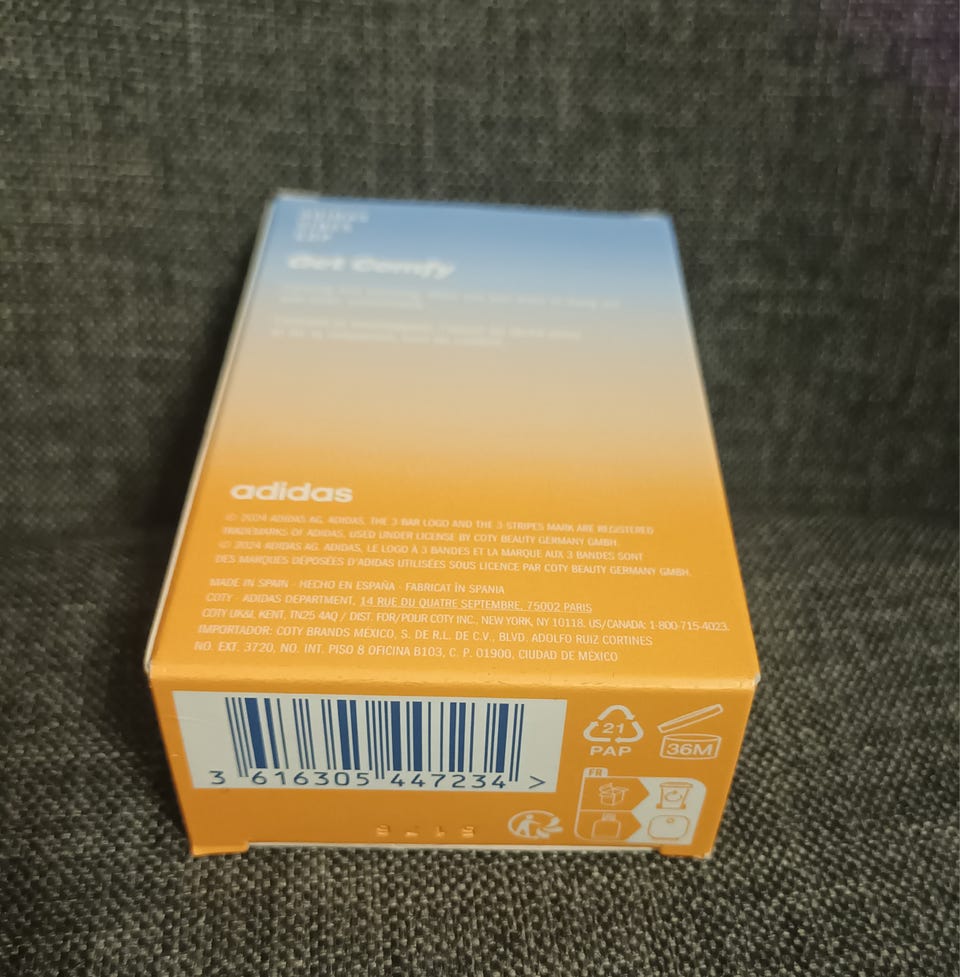 Get Comfy
adidas
© 2024 ADIDAS AG. ADIDAS, THE 3 BAR LOGO AND THE 3 STRIPES MARK ARE REGISTERED
TRADEMARKS OF ADIDAS, USED UNDER LICENSE BY COTY BEAUTY GERMANY GMBH.
© 2024 ADIDAS AG. ADIDAS, LE LOGO À 3 BANDES ET LA MARQUE AUX 3 BANDES SONT
DES MARQUES DÉPOSÉES D'ADIDAS UTILISÉES SOUS LICENCE PAR COTY BEAUTY GERMANY GMBH.
MADE IN SPAIN · HECHO EN ESPAÑA · FABRICAT ÎN SPANIA
COTY · ADIDAS DEPARTMENT, 14 RUE DU QUATRE SEPTEMBRE, 75002 PARIS
COTY UK&I, KENT, TN25 4AQ / DIST. FOR/POUR COTY INC., NEW YORK, NY 10118. US/CANADA: 1-800-715-4023.
IMPORTADOR: COTY BRANDS MÉXICO, S. DE R.L. DE C.V., BLVD. ADOLFO RUIZ CORTINES
NO. EXT. 3720, NO. INT. PISO 8 OFICINA B103, C. P. 01900, CIUDAD DE MÉXICO
3 616305 447234 >
21
PAP
36M
FR